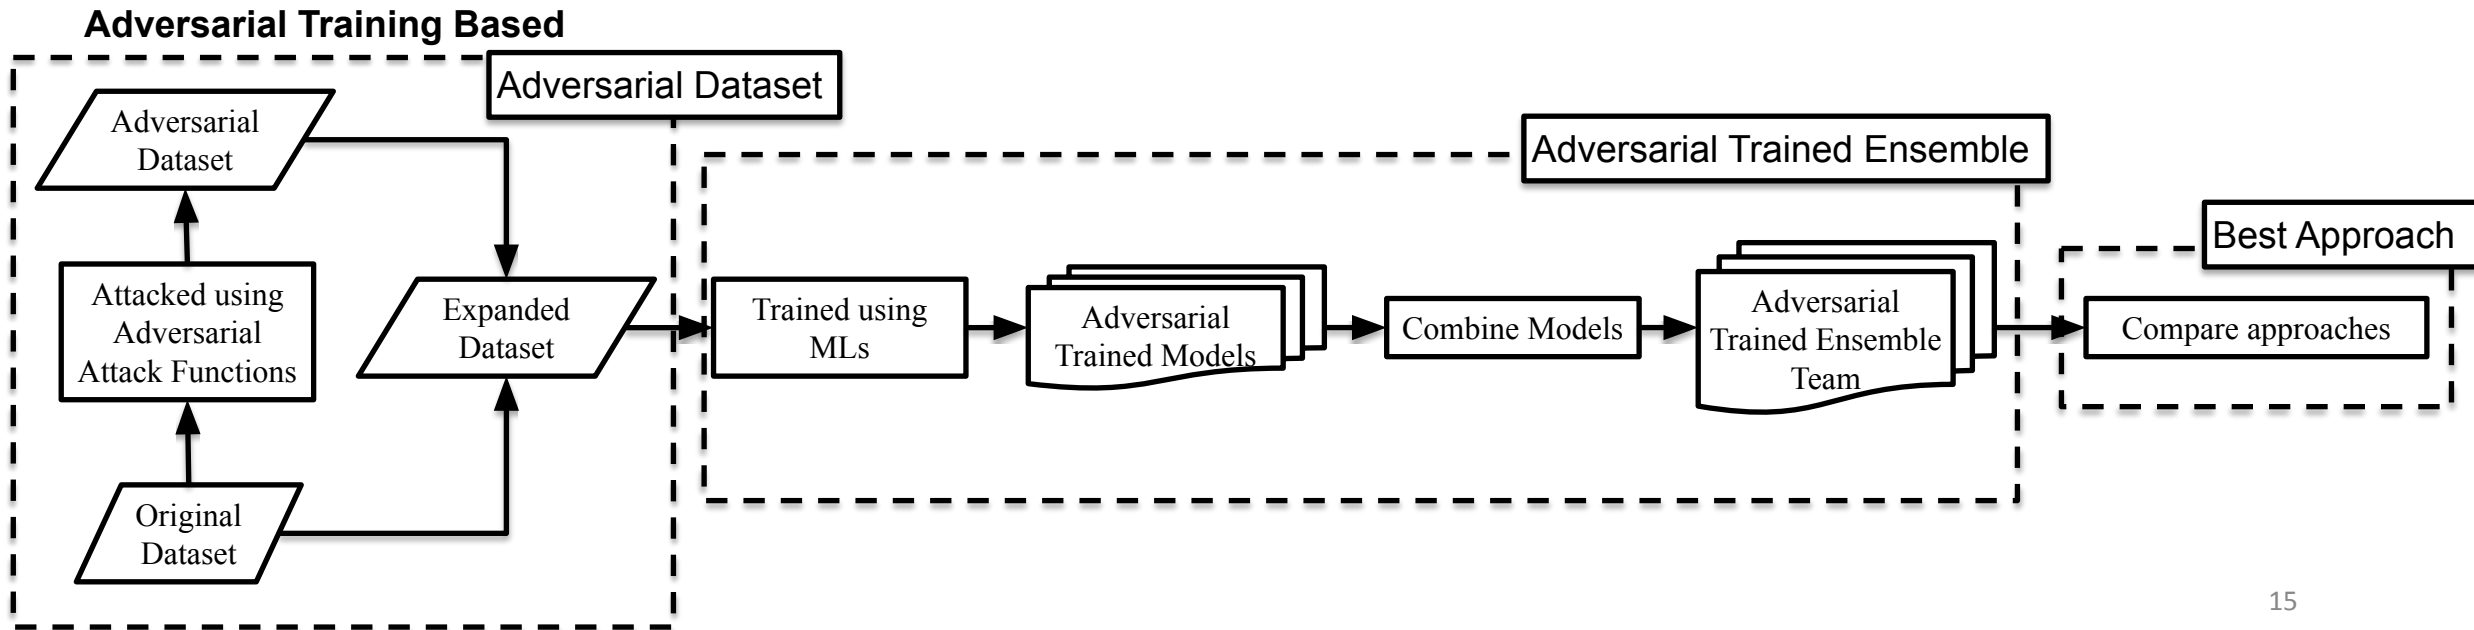 Adversarial Training Based
Adversarial Dataset
Adversarial
Dataset
Attacked using
Adversarial
Attack Functions
Original
Dataset
Expanded
Dataset
Adversarial Trained Ensemble
Trained using
MLs
Adversarial
Trained Models
Combine Models
Adversarial
Trained Ensemble
Team
Best Approach
Compare approaches
15